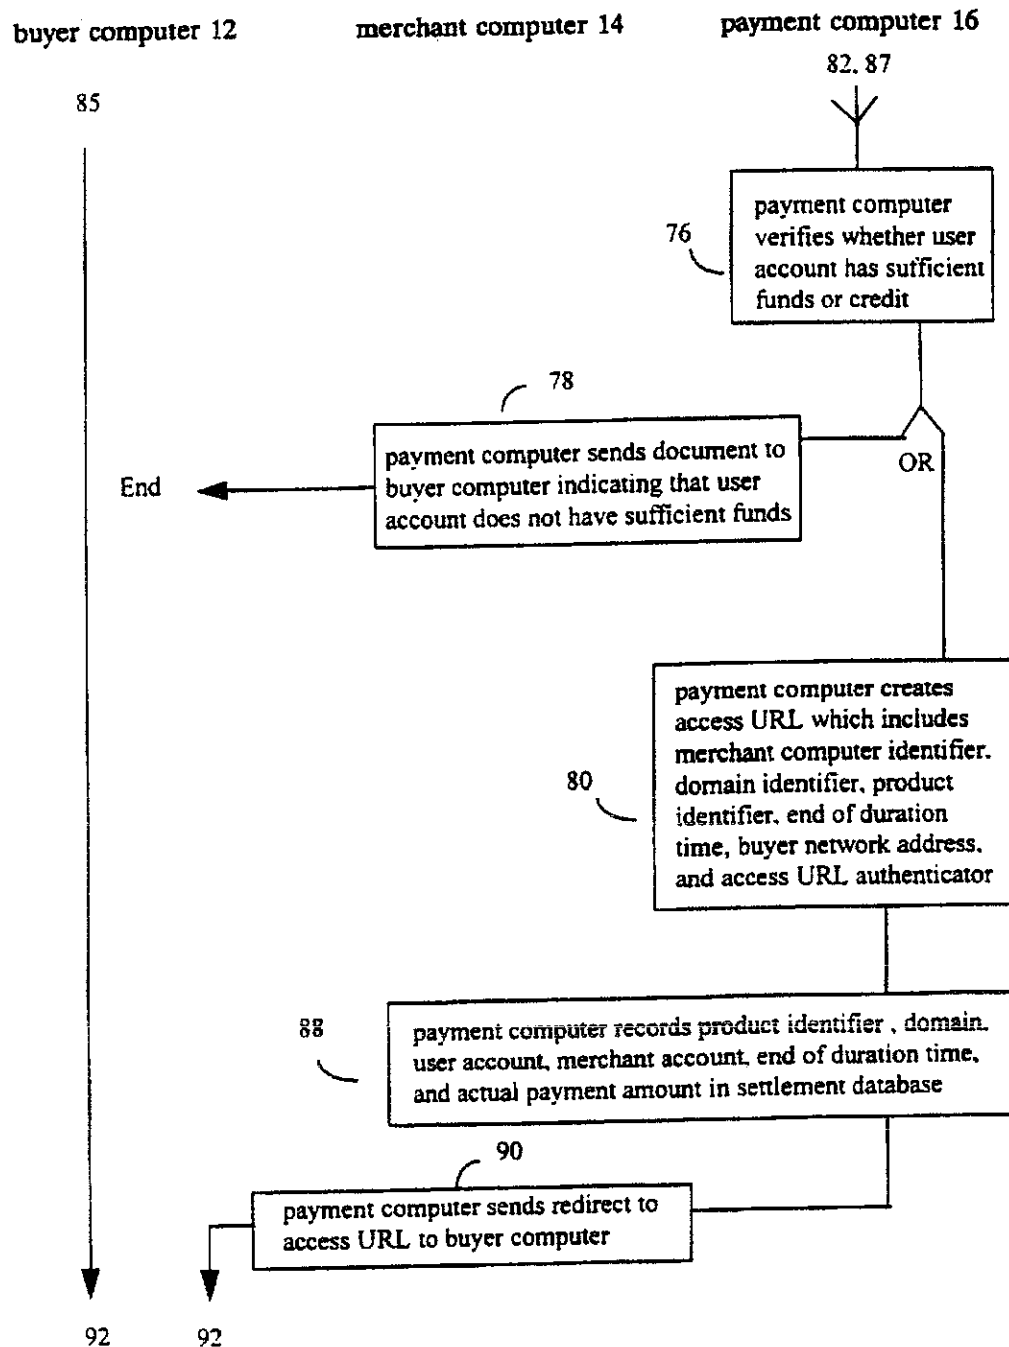 buyer computer 12
merchant computer 14
payment computer 16
82, 87
85
payment computer
verifies whether user
account has sufficient
funds or credit
76
78
payment computer sends document to
buyer computer indicating that user
account does not have sufficient funds
OR
End
payment computer creates
access URL which includes
merchant computer identifier,
domain identifier, product
identifier, end of duration
time, buyer network address,
and access URL authenticator
80
88
payment computer records product identifier , domain,
user account, merchant account, end of duration time,
and actual payment amount in settlement database
90
payment computer sends redirect to
access URL to buyer computer
92
92